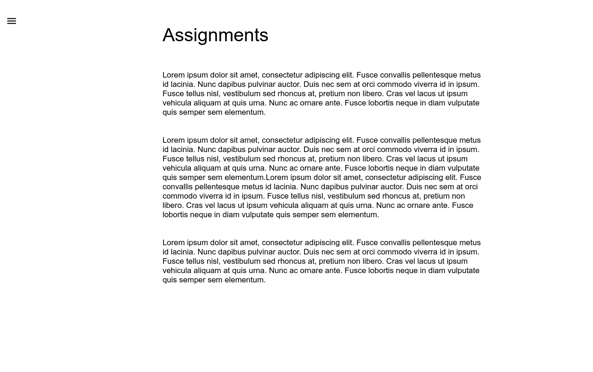 Assignments
Lorem ipsum dolor sit amet, consectetur adipiscing elit. Fusce convallis pellentesque metus
id lacinia. Nunc dapibus pulvinar auctor. Duis nec sem at orci commodo viverra id in ipsum.
Fusce tellus nisl, vestibulum sed rhoncus at, pretium non libero. Cras vel lacus ut ipsum
vehicula aliquam at quis urna. Nunc ac ornare ante. Fusce lobortis neque in diam vulputate
quis semper sem elementum.
Lorem ipsum dolor sit amet, consectetur adipiscing elit. Fusce convallis pellentesque metus
id lacinia. Nunc dapibus pulvinar auctor. Duis nec sem at orci commodo viverra id in ipsum.
Fusce tellus nisl, vestibulum sed rhoncus at, pretium non libero. Cras vel lacus ut ipsum
vehicula aliquam at quis urna. Nunc ac ornare ante. Fusce lobortis neque in diam vulputate
quis semper sem elementum.Lorem ipsum dolor sit amet, consectetur adipiscing elit. Fusce
convallis pellentesque metus id lacinia. Nunc dapibus pulvinar auctor. Duis nec sem at orci
commodo viverra id in ipsum. Fusce tellus nisl, vestibulum sed rhoncus at, pretium non
libero. Cras vel lacus ut ipsum vehicula aliquam at quis urna. Nunc ac ornare ante. Fusce
lobortis neque in diam vulputate quis semper sem elementum.
Lorem ipsum dolor sit amet, consectetur adipiscing elit. Fusce convallis pellentesque metus
id lacinia. Nunc dapibus pulvinar auctor. Duis nec sem at orci commodo viverra id in ipsum.
Fusce tellus nisl, vestibulum sed rhoncus at, pretium non libero. Cras vel lacus ut ipsum
vehicula aliquam at quis urna. Nunc ac ornare ante. Fusce lobortis neque in diam vulputate
quis semper sem elementum.